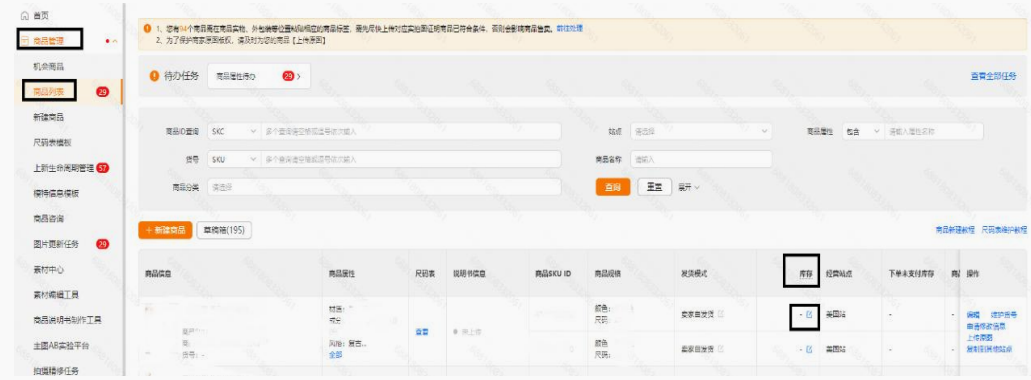 首页
商品管理
机会商品
商品列表 29
新建商品
尺码表模板
上新生命周期管理 57
模特信息模板
商品咨询
图片更新任务 29
素材中心
素材编辑工具
商品说明书制作工具
主图AB实验平台
拍摄精修任务
1、您有94个商品需在商品实物、外包装等位置粘贴相应的商品标签，需先尽快上传对应实拍图证明商品已符合条件，否则会影响商品售卖。前往处理
2、为了保护商家原图版权，请及时为您的商品【上传原图】
待办任务 商品属性待办 29 > 查看全部任务
商品ID查询 SKC 多个查询请空格或逗号依次输入 站点 请选择 商品属性 包含 请输入属性名称
货号 SKU 多个查询请空格或逗号依次输入 商品名称 请输入
商品分类 请选择 查询 重置 展开
+ 新建商品 草稿箱(195) 商品新建教程 尺码表维护教程
商品信息 商品属性 尺码表 说明书信息 商品SKU ID 商品规格 发货模式 库存 经营站点 下单未支付库存 操作
材质:
成分
查看 未上传
颜色:
尺码:
卖家自发货 - 美国站 - -
编辑 维护货号
申请修改信息
上传原图
复制到其他站点
货号: -
风格: 复古..
全部
颜色
尺码:
卖家自发货 - 美国站 - -